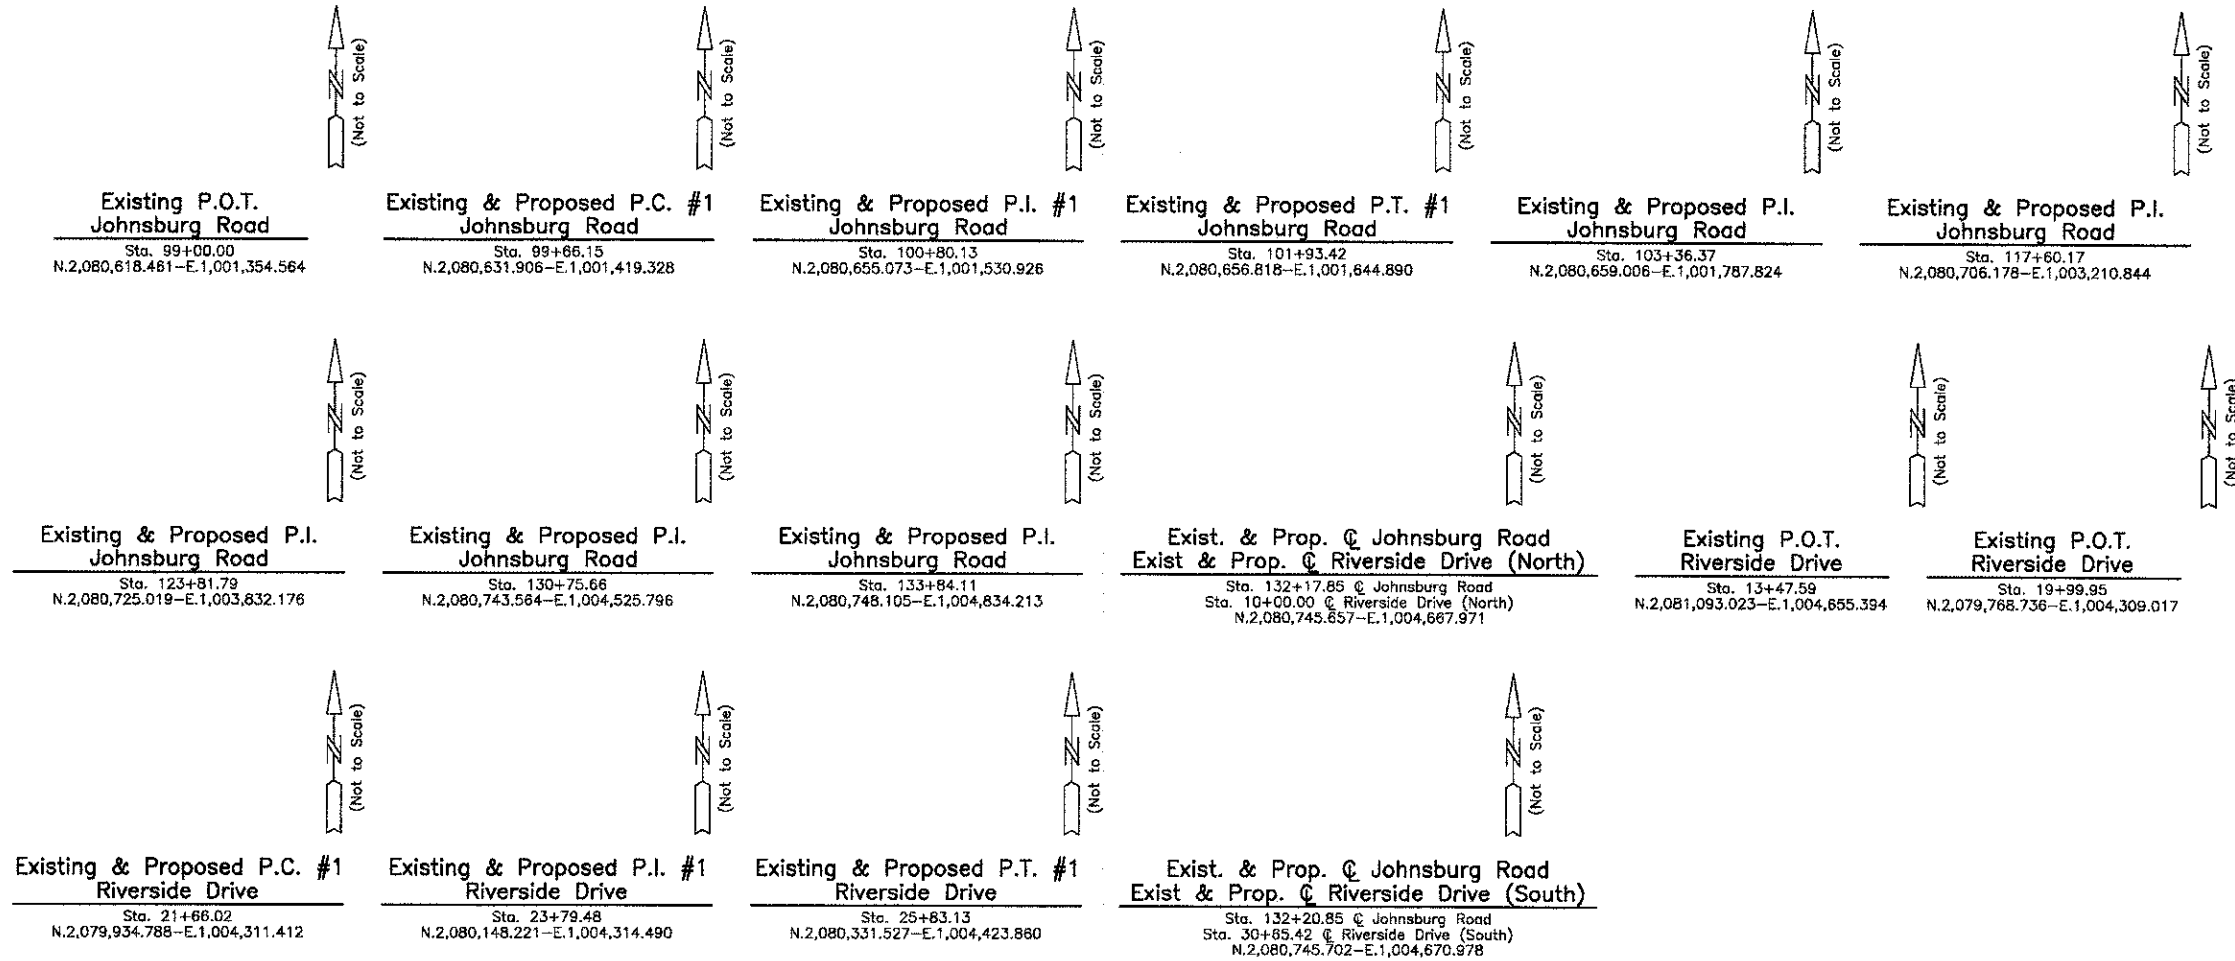 (Not to Scale)
Existing P.O.T.
Johnsburg Road
Sta. 99+00.00
N.2,080,618.461–E.1,001,354.564
(Not to Scale)
Existing & Proposed P.C. #1
Johnsburg Road
Sta. 99+66.15
N.2,080,631.906–E.1,001,419.328
(Not to Scale)
Existing & Proposed P.I. #1
Johnsburg Road
Sta. 100+80.13
N.2,080,655.073–E.1,001,530.926
(Not to Scale)
Existing & Proposed P.T. #1
Johnsburg Road
Sta. 101+93.42
N.2,080,656.818–E.1,001,644.890
(Not to Scale)
Existing & Proposed P.I.
Johnsburg Road
Sta. 103+36.37
N.2,080,659.006–E.1,001,787.824
(Not to Scale)
Existing & Proposed P.I.
Johnsburg Road
Sta. 117+60.17
N.2,080,706.178–E.1,003,210.844
(Not to Scale)
Existing & Proposed P.I.
Johnsburg Road
Sta. 123+81.79
N.2,080,725.019–E.1,003,832.176
(Not to Scale)
Existing & Proposed P.I.
Johnsburg Road
Sta. 130+75.66
N.2,080,743.564–E.1,004,525.796
(Not to Scale)
Existing & Proposed P.I.
Johnsburg Road
Sta. 133+84.11
N.2,080,748.105–E.1,004,834.213
(Not to Scale)
Exist. & Prop. ℄ Johnsburg Road
Exist & Prop. ℄ Riverside Drive (North)
Sta. 132+17.85 ℄ Johnsburg Road
Sta. 10+00.00 ℄ Riverside Drive (North)
N.2,080,745.657–E.1,004,667.971
(Not to Scale)
Existing P.O.T.
Riverside Drive
Sta. 13+47.59
N.2,081,093.023–E.1,004,655.394
(Not to Scale)
Existing P.O.T.
Riverside Drive
Sta. 19+99.95
N.2,079,768.736–E.1,004,309.017
(Not to Scale)
Existing & Proposed P.C. #1
Riverside Drive
Sta. 21+66.02
N.2,079,934.788–E.1,004,311.412
(Not to Scale)
Existing & Proposed P.I. #1
Riverside Drive
Sta. 23+79.48
N.2,080,148.221–E.1,004,314.490
(Not to Scale)
Existing & Proposed P.T. #1
Riverside Drive
Sta. 25+83.13
N.2,080,331.527–E.1,004,423.860
(Not to Scale)
Exist. & Prop. ℄ Johnsburg Road
Exist & Prop. ℄ Riverside Drive (South)
Sta. 132+20.85 ℄ Johnsburg Road
Sta. 30+65.42 ℄ Riverside Drive (South)
N.2,080,745.702–E.1,004,670.978